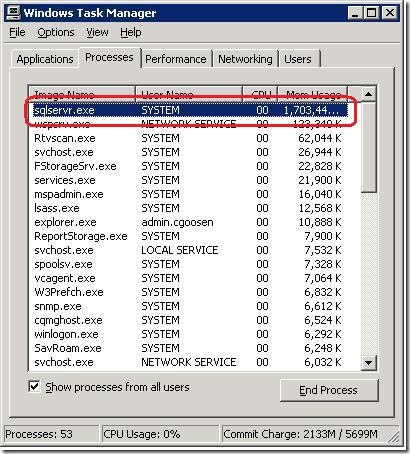 Windows Task Manager
File Options View Help
Applications Processes Performance Networking Users
Image Name User Name CPU Mem Usage
sqlservr.exe SYSTEM 00 1,703,44...
wspsrv.exe NETWORK SERVICE 00 123,340 K
Rtvscan.exe SYSTEM 00 62,044 K
svchost.exe SYSTEM 00 26,944 K
FStorageSrv.exe SYSTEM 00 22,828 K
services.exe SYSTEM 00 21,900 K
mspadmin.exe SYSTEM 00 16,040 K
lsass.exe SYSTEM 00 12,568 K
explorer.exe admin.cgoosen 00 10,888 K
ReportStorage.exe SYSTEM 00 7,900 K
svchost.exe LOCAL SERVICE 00 7,532 K
spoolsv.exe SYSTEM 00 7,328 K
vcagent.exe SYSTEM 00 7,064 K
W3Prefch.exe SYSTEM 00 6,832 K
snmp.exe SYSTEM 00 6,612 K
cqmghost.exe SYSTEM 00 6,524 K
winlogon.exe SYSTEM 00 6,292 K
SavRoam.exe SYSTEM 00 6,248 K
svchost.exe NETWORK SERVICE 00 6,032 K
Show processes from all users
End Process
Processes: 53 CPU Usage: 0% Commit Charge: 2133M / 5699M